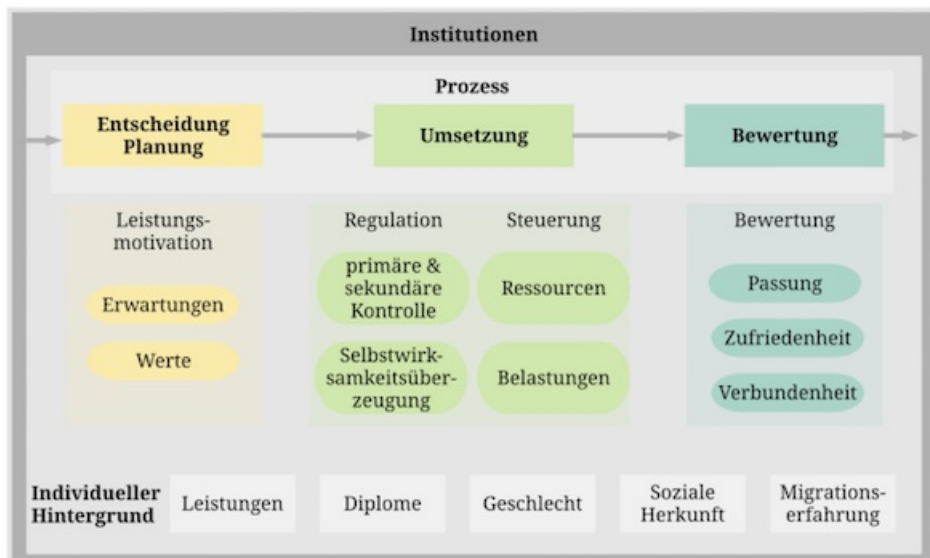 Institutionen
Prozess
Entscheidung
Planung
Umsetzung
Bewertung
Leistungs-
motivation
Erwartungen
Werte
Regulation
Steuerung
primäre &
sekundäre
Kontrolle
Ressourcen
Selbstwirk-
samkeitsüber-
zeugung
Belastungen
Bewertung
Passung
Zufriedenheit
Verbundenheit
Individueller
Hintergrund
Leistungen
Diplome
Geschlecht
Soziale
Herkunft
Migrations-
erfahrung